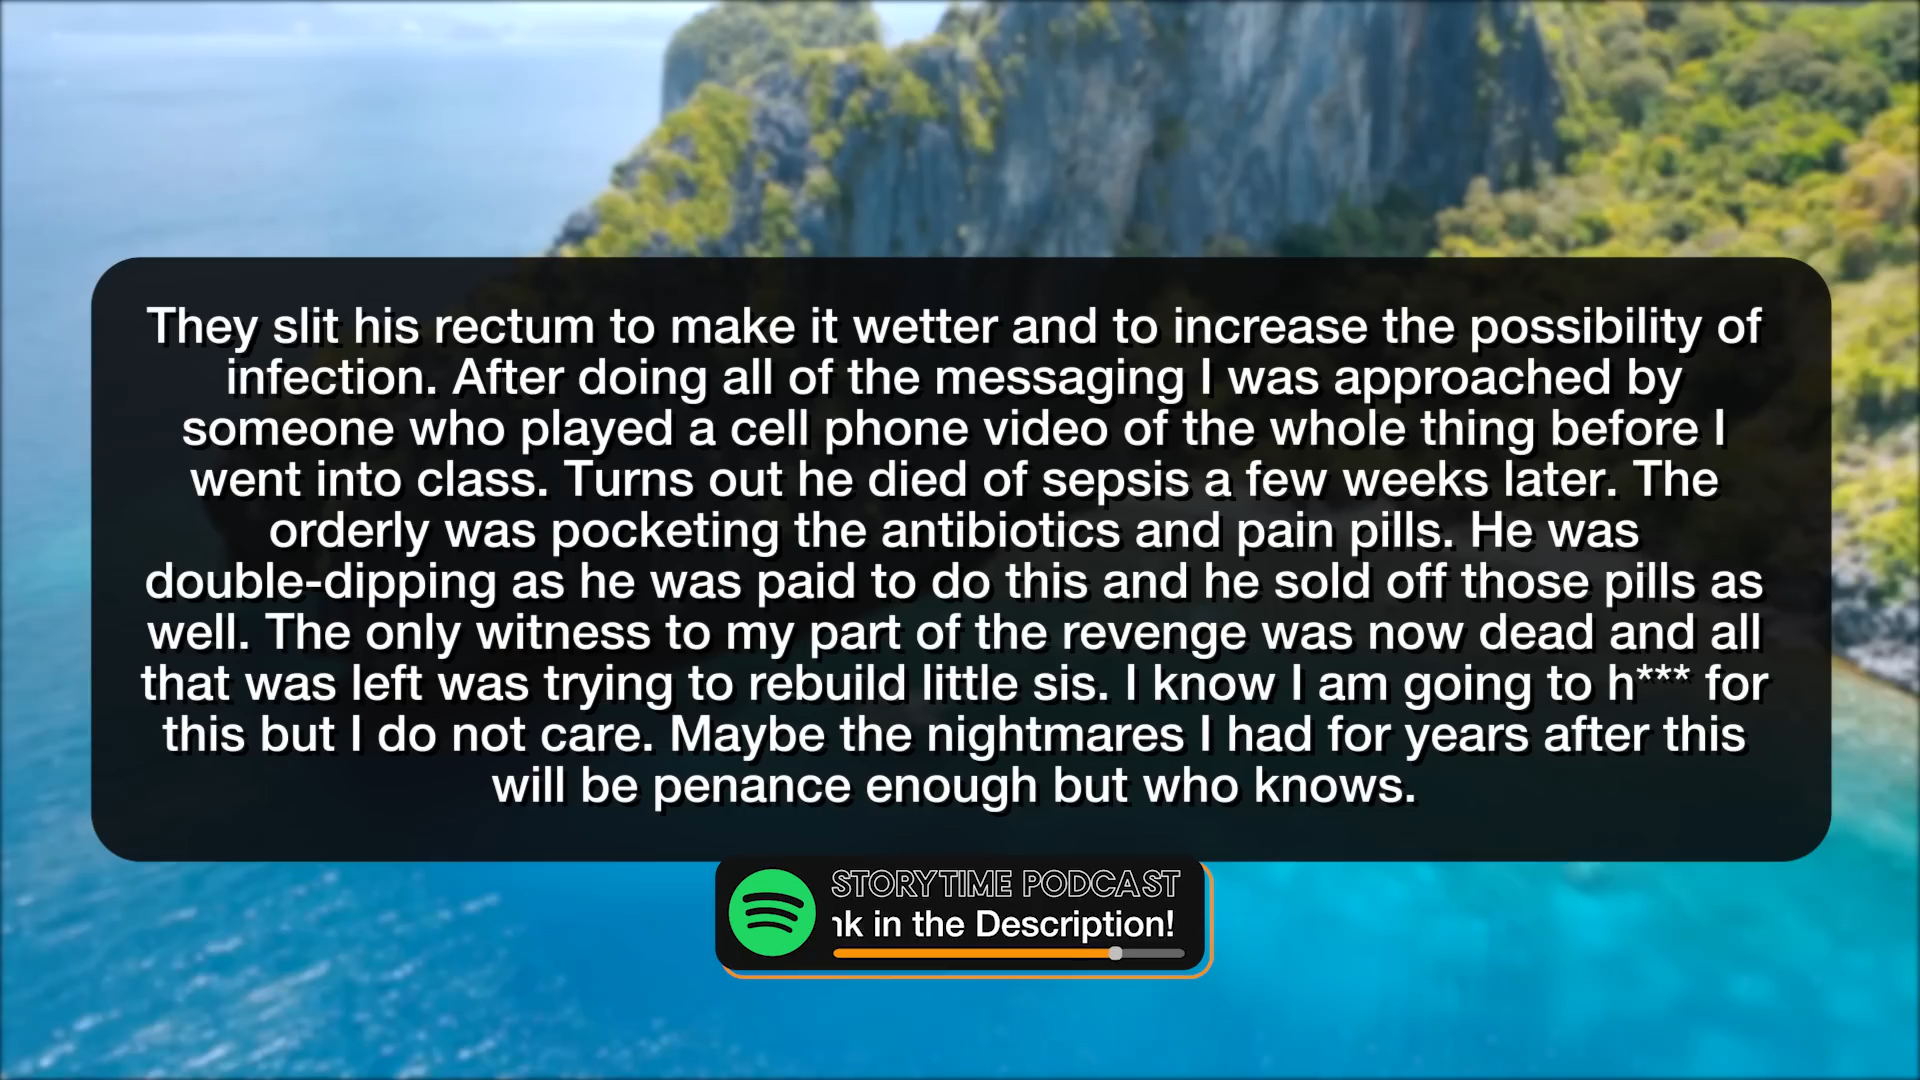 They slit his rectum to make it wetter and to increase the possibility of
infection. After doing all of the messaging I was approached by
someone who played a cell phone video of the whole thing before I
went into class. Turns out he died of sepsis a few weeks later. The
orderly was pocketing the antibiotics and pain pills. He was
double-dipping as he was paid to do this and he sold off those pills as
well. The only witness to my part of the revenge was now dead and all
that was left was trying to rebuild little sis. I know I am going to h*** for
this but I do not care. Maybe the nightmares I had for years after this
will be penance enough but who knows.
STORYTIME PODCAST
nk in the Description!